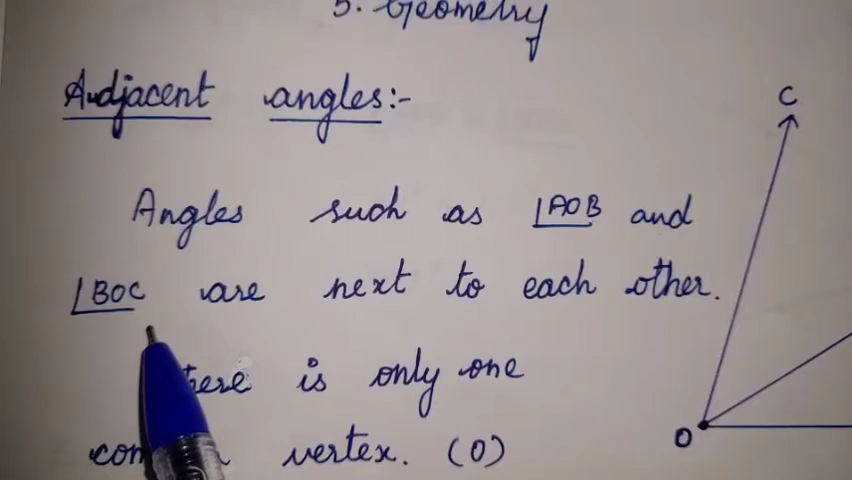 5. Geometry
Adjacent angles:-
Angles such as ∠AOB and
∠BOC are next to each other.
is only one
vertex. (O)
C
O